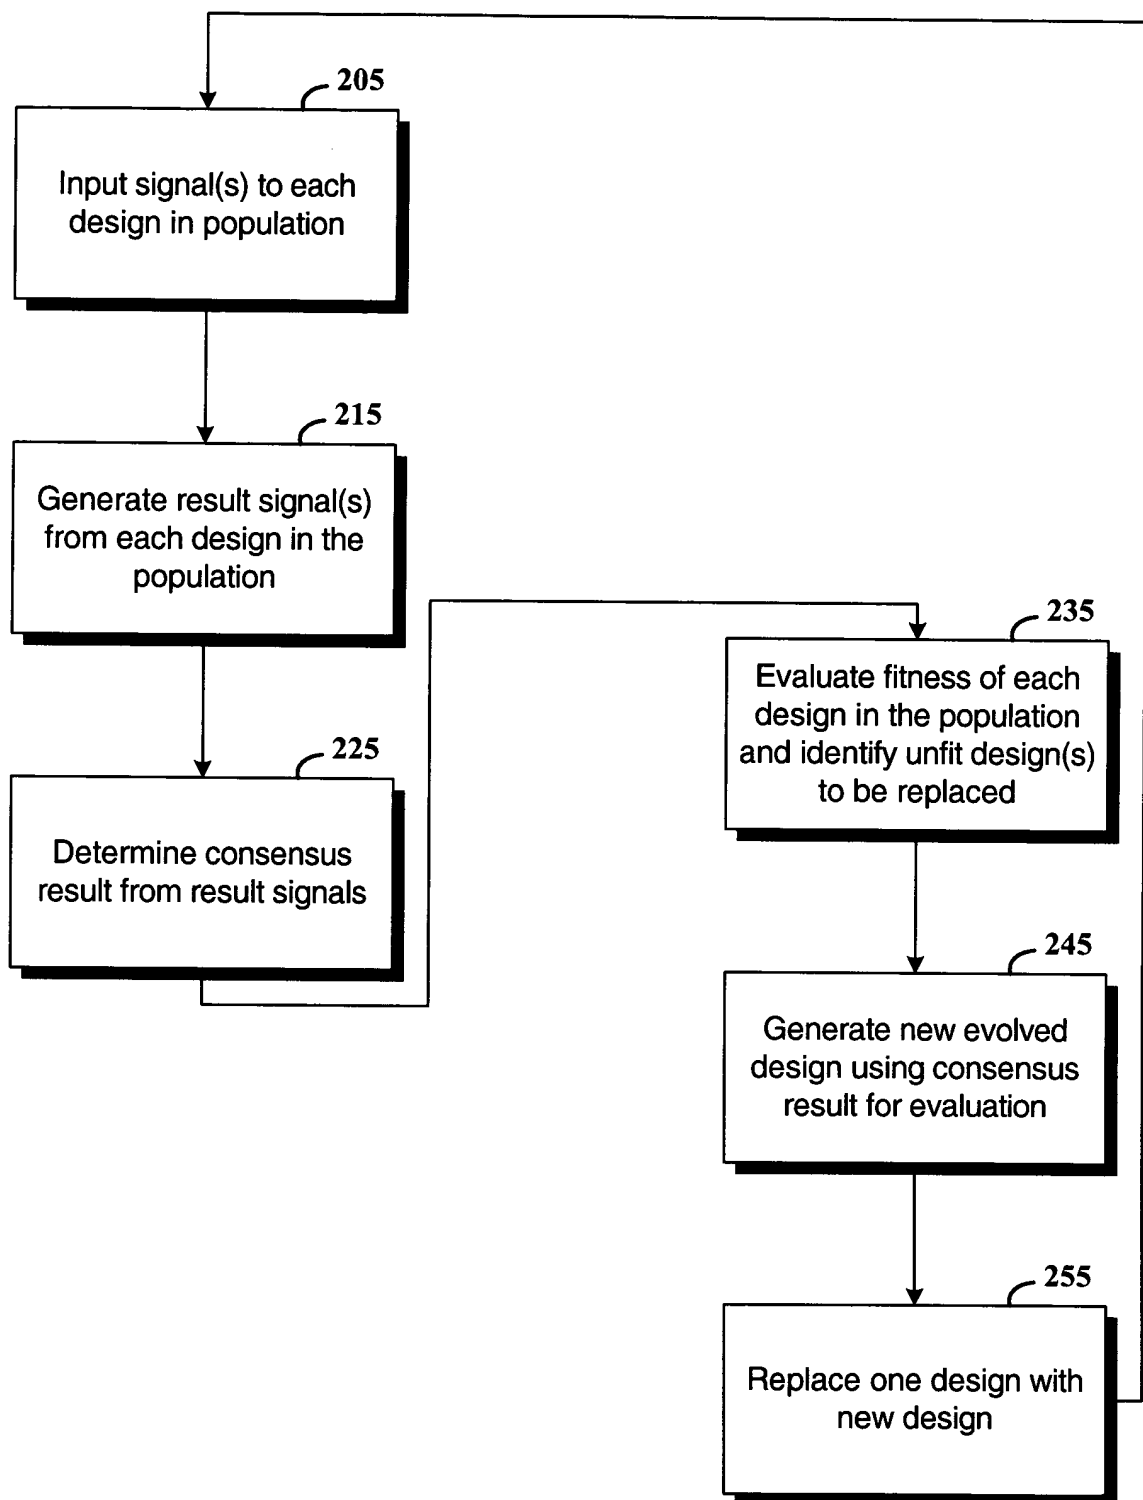 205
Input signal(s) to each
design in population
215
Generate result signal(s)
from each design in the
population
225
Determine consensus
result from result signals
235
Evaluate fitness of each
design in the population
and identify unfit design(s)
to be replaced
245
Generate new evolved
design using consensus
result for evaluation
255
Replace one design with
new design